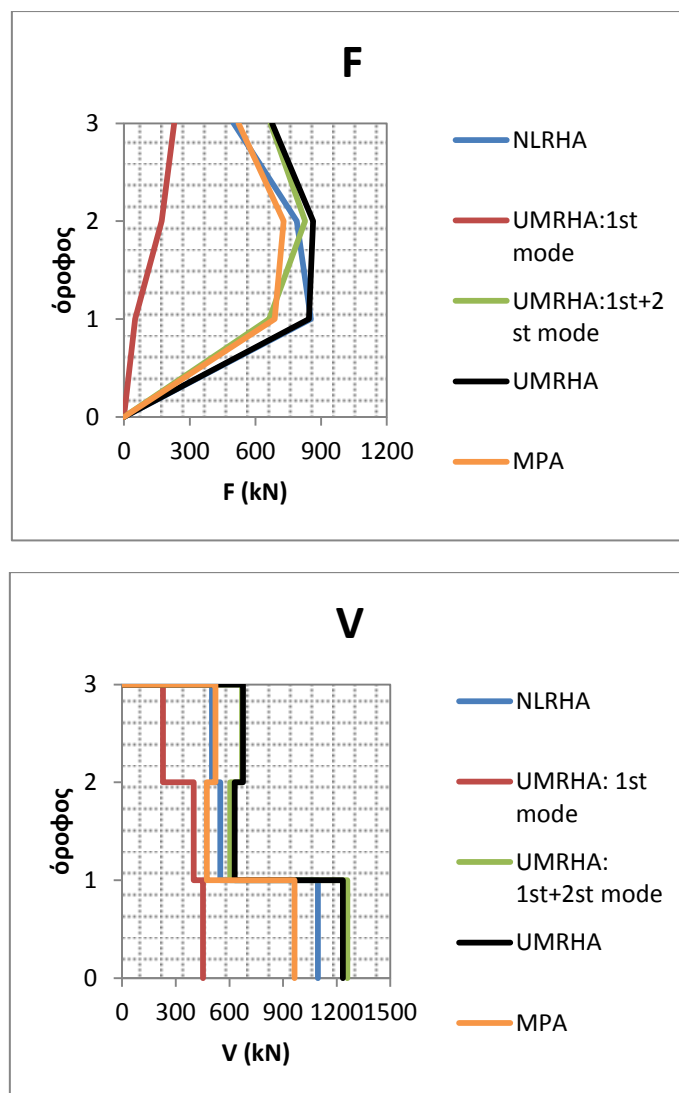 F
3
2
1
0
όροφος
0 300 600 900 1200
F (kN)
NLRHA
UMRHA:1st
mode
UMRHA:1st+2
st mode
UMRHA
MPA
V
3
2
1
0
όροφος
0 300 600 900 1200 1500
V (kN)
NLRHA
UMRHA: 1st
mode
UMRHA:
1st+2st mode
UMRHA
MPA